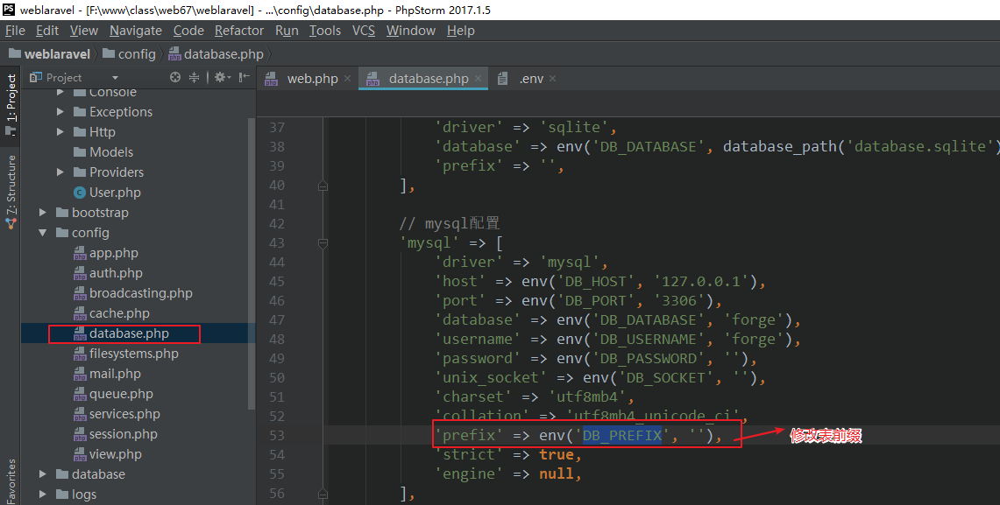 weblaravel - [F:\www\class\web67\weblaravel] - ...\config\database.php - PhpStorm 2017.1.5
File Edit View Navigate Code Refactor Run Tools VCS Window Help
weblaravel config database.php
1: Project
7: Structure
Favorites
Project
Console
Exceptions
Http
Models
Providers
User.php
bootstrap
config
app.php
auth.php
broadcasting.php
cache.php
database.php
filesystems.php
mail.php
queue.php
services.php
session.php
view.php
database
logs
web.php database.php .env
37 'driver' => 'sqlite',
38 'database' => env('DB_DATABASE', database_path('database.sqlite')
39 'prefix' => '',
40 ],
41
42 // mysql配置
43 'mysql' => [
44 'driver' => 'mysql',
45 'host' => env('DB_HOST', '127.0.0.1'),
46 'port' => env('DB_PORT', '3306'),
47 'database' => env('DB_DATABASE', 'forge'),
48 'username' => env('DB_USERNAME', 'forge'),
49 'password' => env('DB_PASSWORD', ''),
50 'unix_socket' => env('DB_SOCKET', ''),
51 'charset' => 'utf8mb4',
52 'collation' => 'utf8mb4_unicode_ci',
53 'prefix' => env('DB_PREFIX', ''), 修改表前缀
54 'strict' => true,
55 'engine' => null,
56 ],